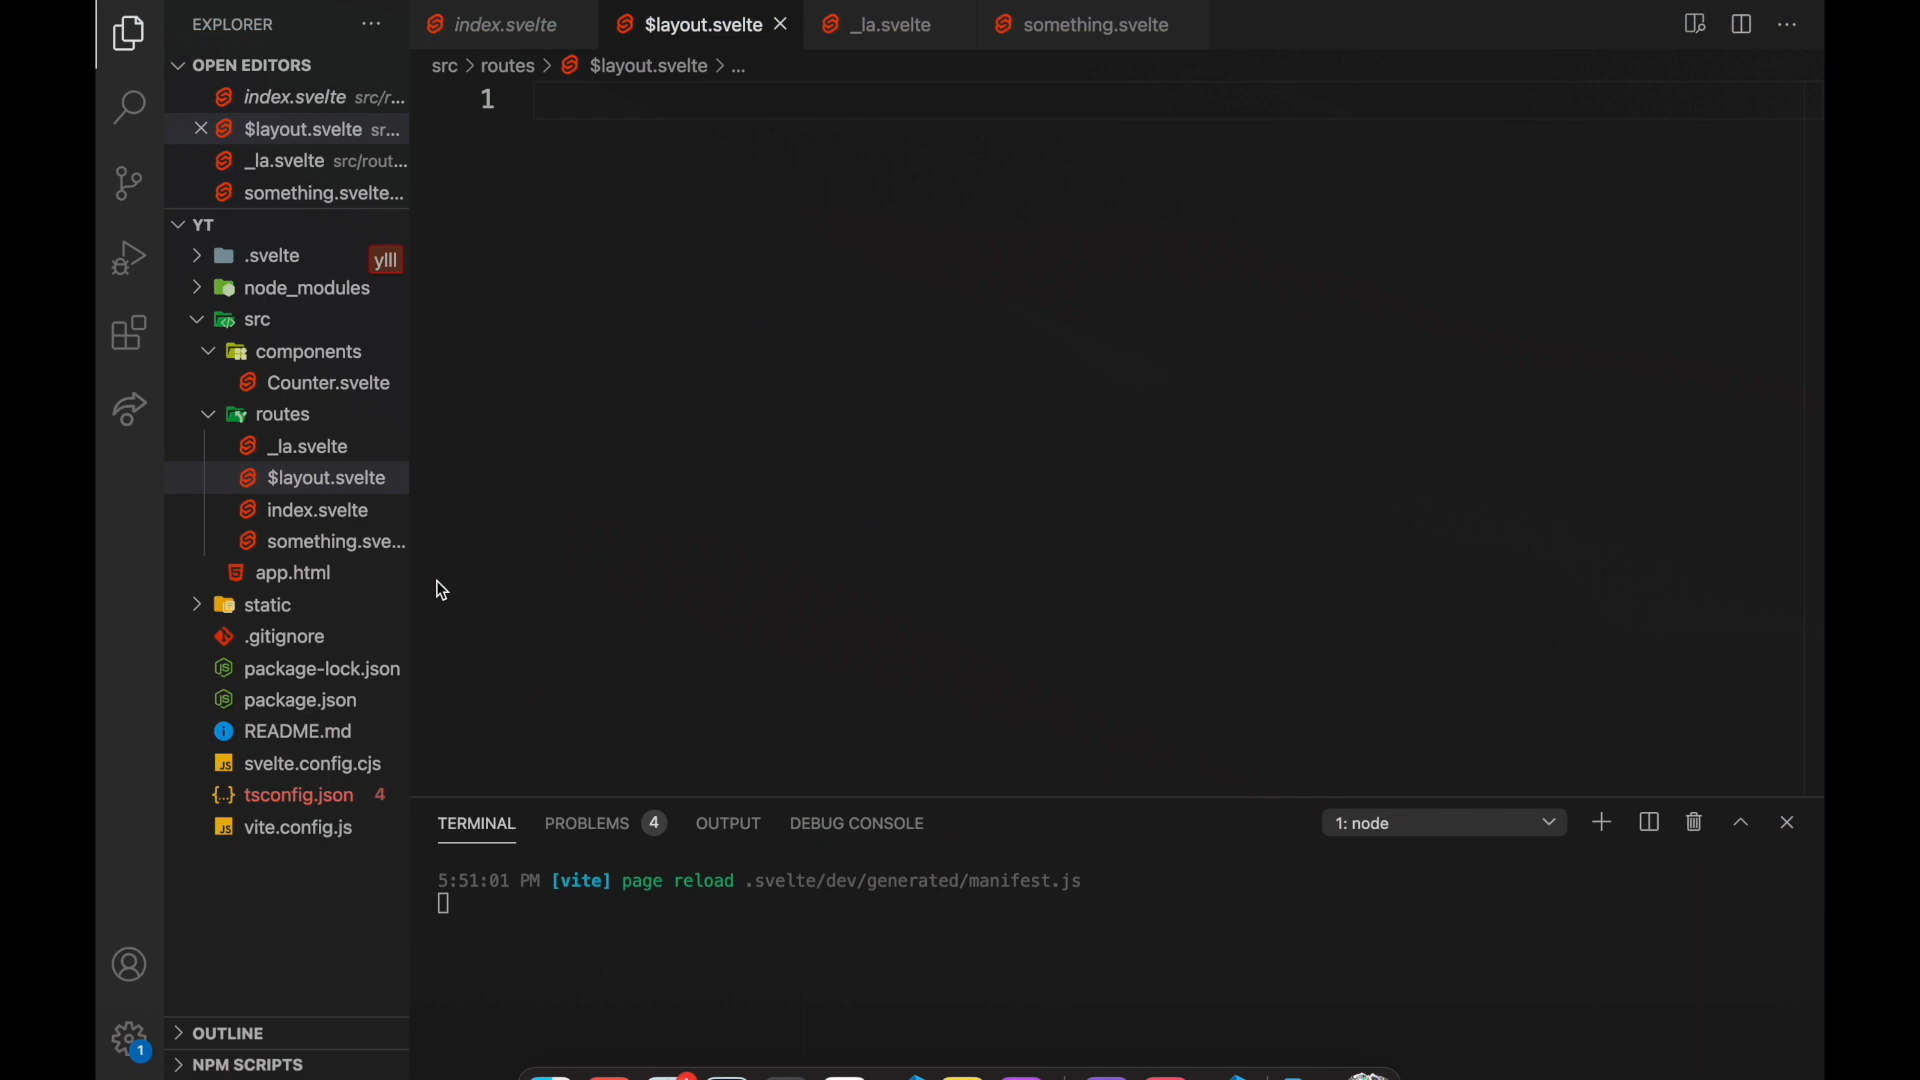 EXPLORER
index.svelte
$layout.svelte
_la.svelte
something.svelte
OPEN EDITORS
src
routes
$layout.svelte
...
index.svelte src/r...
1
$layout.svelte sr...
_la.svelte src/rout...
something.svelte...
YT
.svelte
ylll
node_modules
src
components
Counter.svelte
routes
_la.svelte
$layout.svelte
index.svelte
something.sve...
app.html
static
.gitignore
package-lock.json
package.json
README.md
svelte.config.cjs
{..} tsconfig.json 4
JS vite.config.js
TERMINAL
PROBLEMS 4
OUTPUT
DEBUG CONSOLE
1: node
5:51:01 PM [vite] page reload .svelte/dev/generated/manifest.js
OUTLINE
1
NPM SCRIPTS